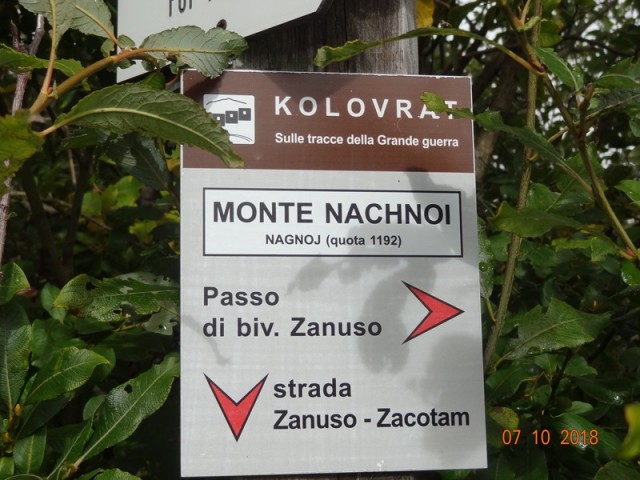 KOLOVRAT
Sulle tracce della Grande guerra
MONTE NACHNOI
NAGNOJ (quota 1192)
Passo
di biv. Zanuso
strada
Zanuso - Zacotam
07 10 2018